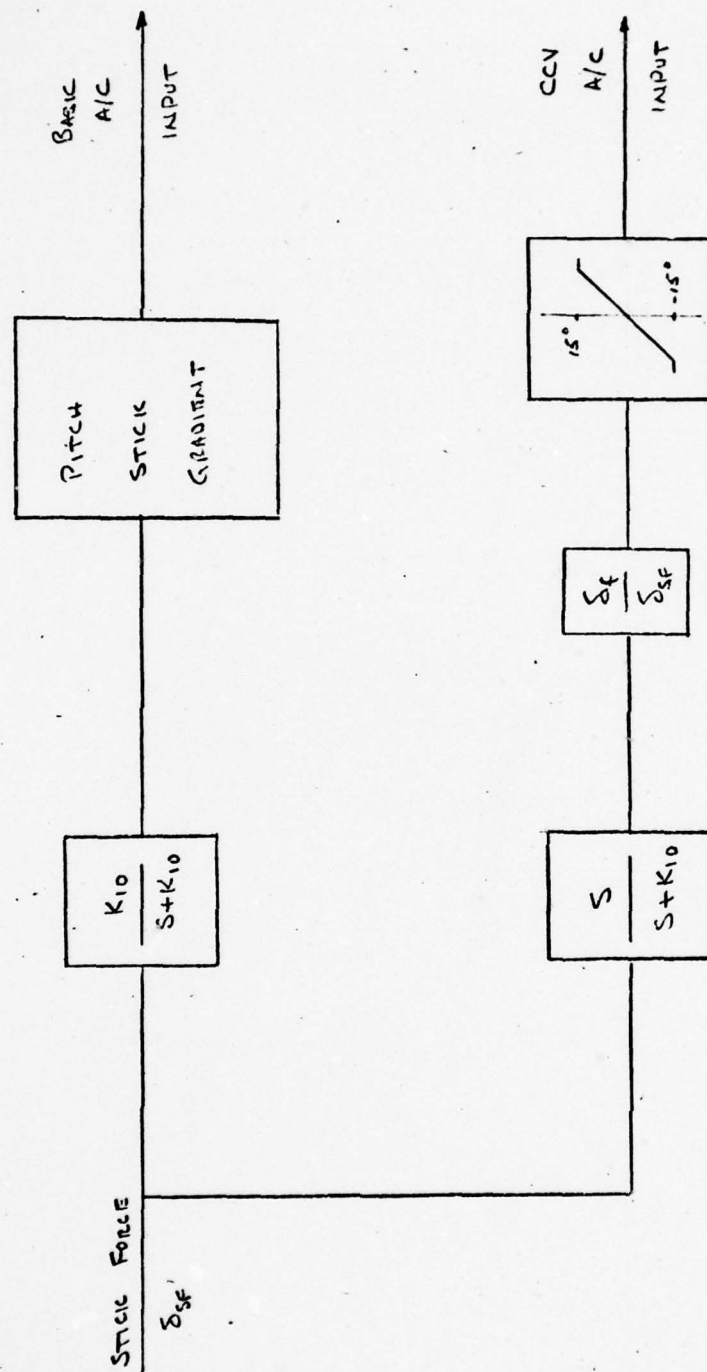 STICK FORCE
δSF
K10
S+K10
PITCH
STICK
GRADIENT
BASIC
A/C
INPUT
S
S+K10
δf
δSF
15°
-15°
CCV
A/C
INPUT